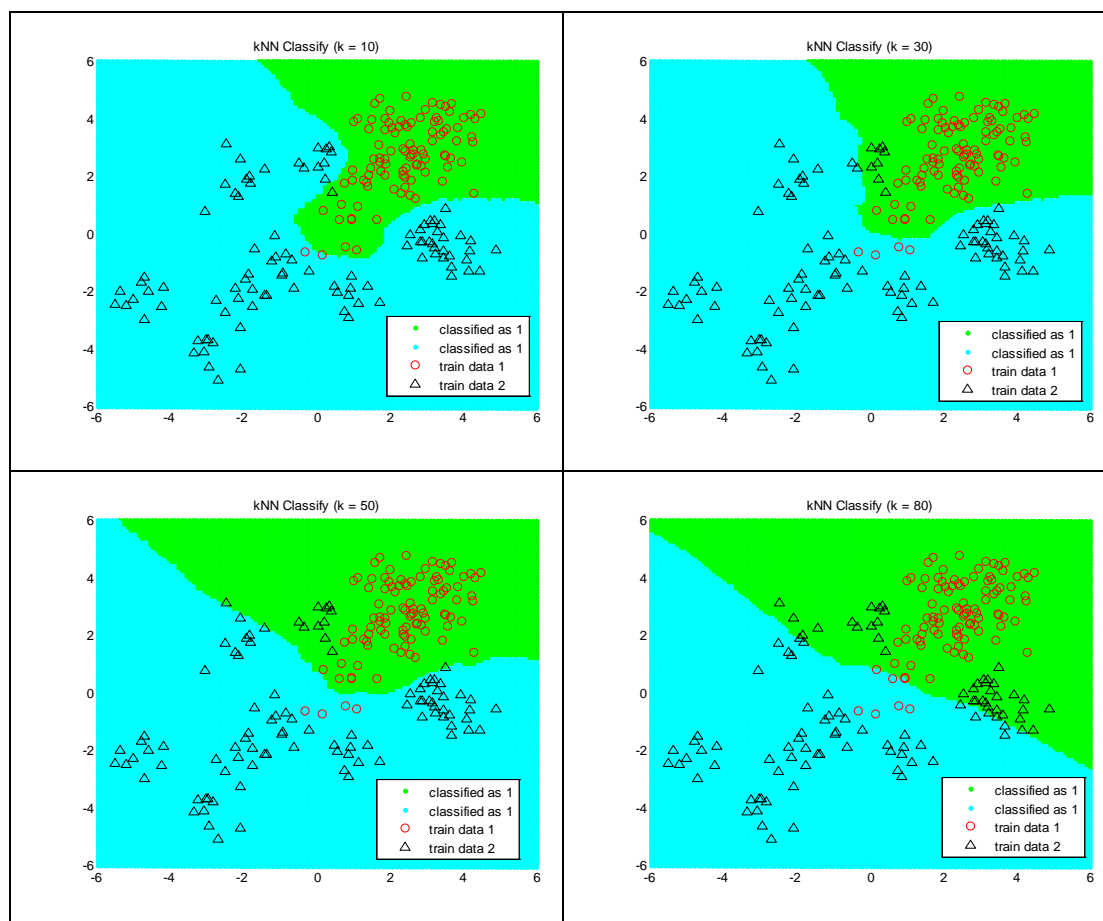 kNN Classify (k = 10)
6
4
2
0
-2
-4
-6
-6
-4
-2
0
2
4
6
classified as 1
classified as 1
train data 1
train data 2
kNN Classify (k = 30)
6
4
2
0
-2
-4
-6
-6
-4
-2
0
2
4
6
classified as 1
classified as 1
train data 1
train data 2
kNN Classify (k = 50)
6
4
2
0
-2
-4
-6
-6
-4
-2
0
2
4
6
classified as 1
classified as 1
train data 1
train data 2
kNN Classify (k = 80)
6
4
2
0
-2
-4
-6
-6
-4
-2
0
2
4
6
classified as 1
classified as 1
train data 1
train data 2